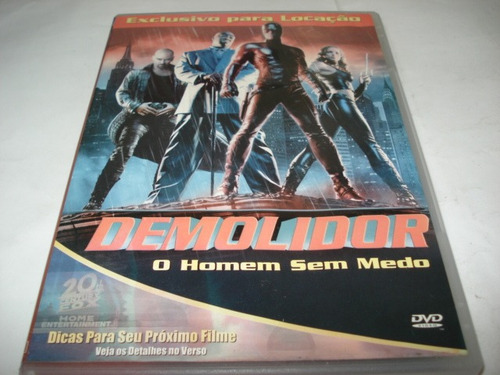 Exclusivo para Locação
DEMOLIDOR
O Homem Sem Medo
20th
CENTURY
FOX
HOME
ENTERTAINMENT
DVD
VIDEO
Dicas Para Seu Próximo Filme
Veja os Detalhes no Verso